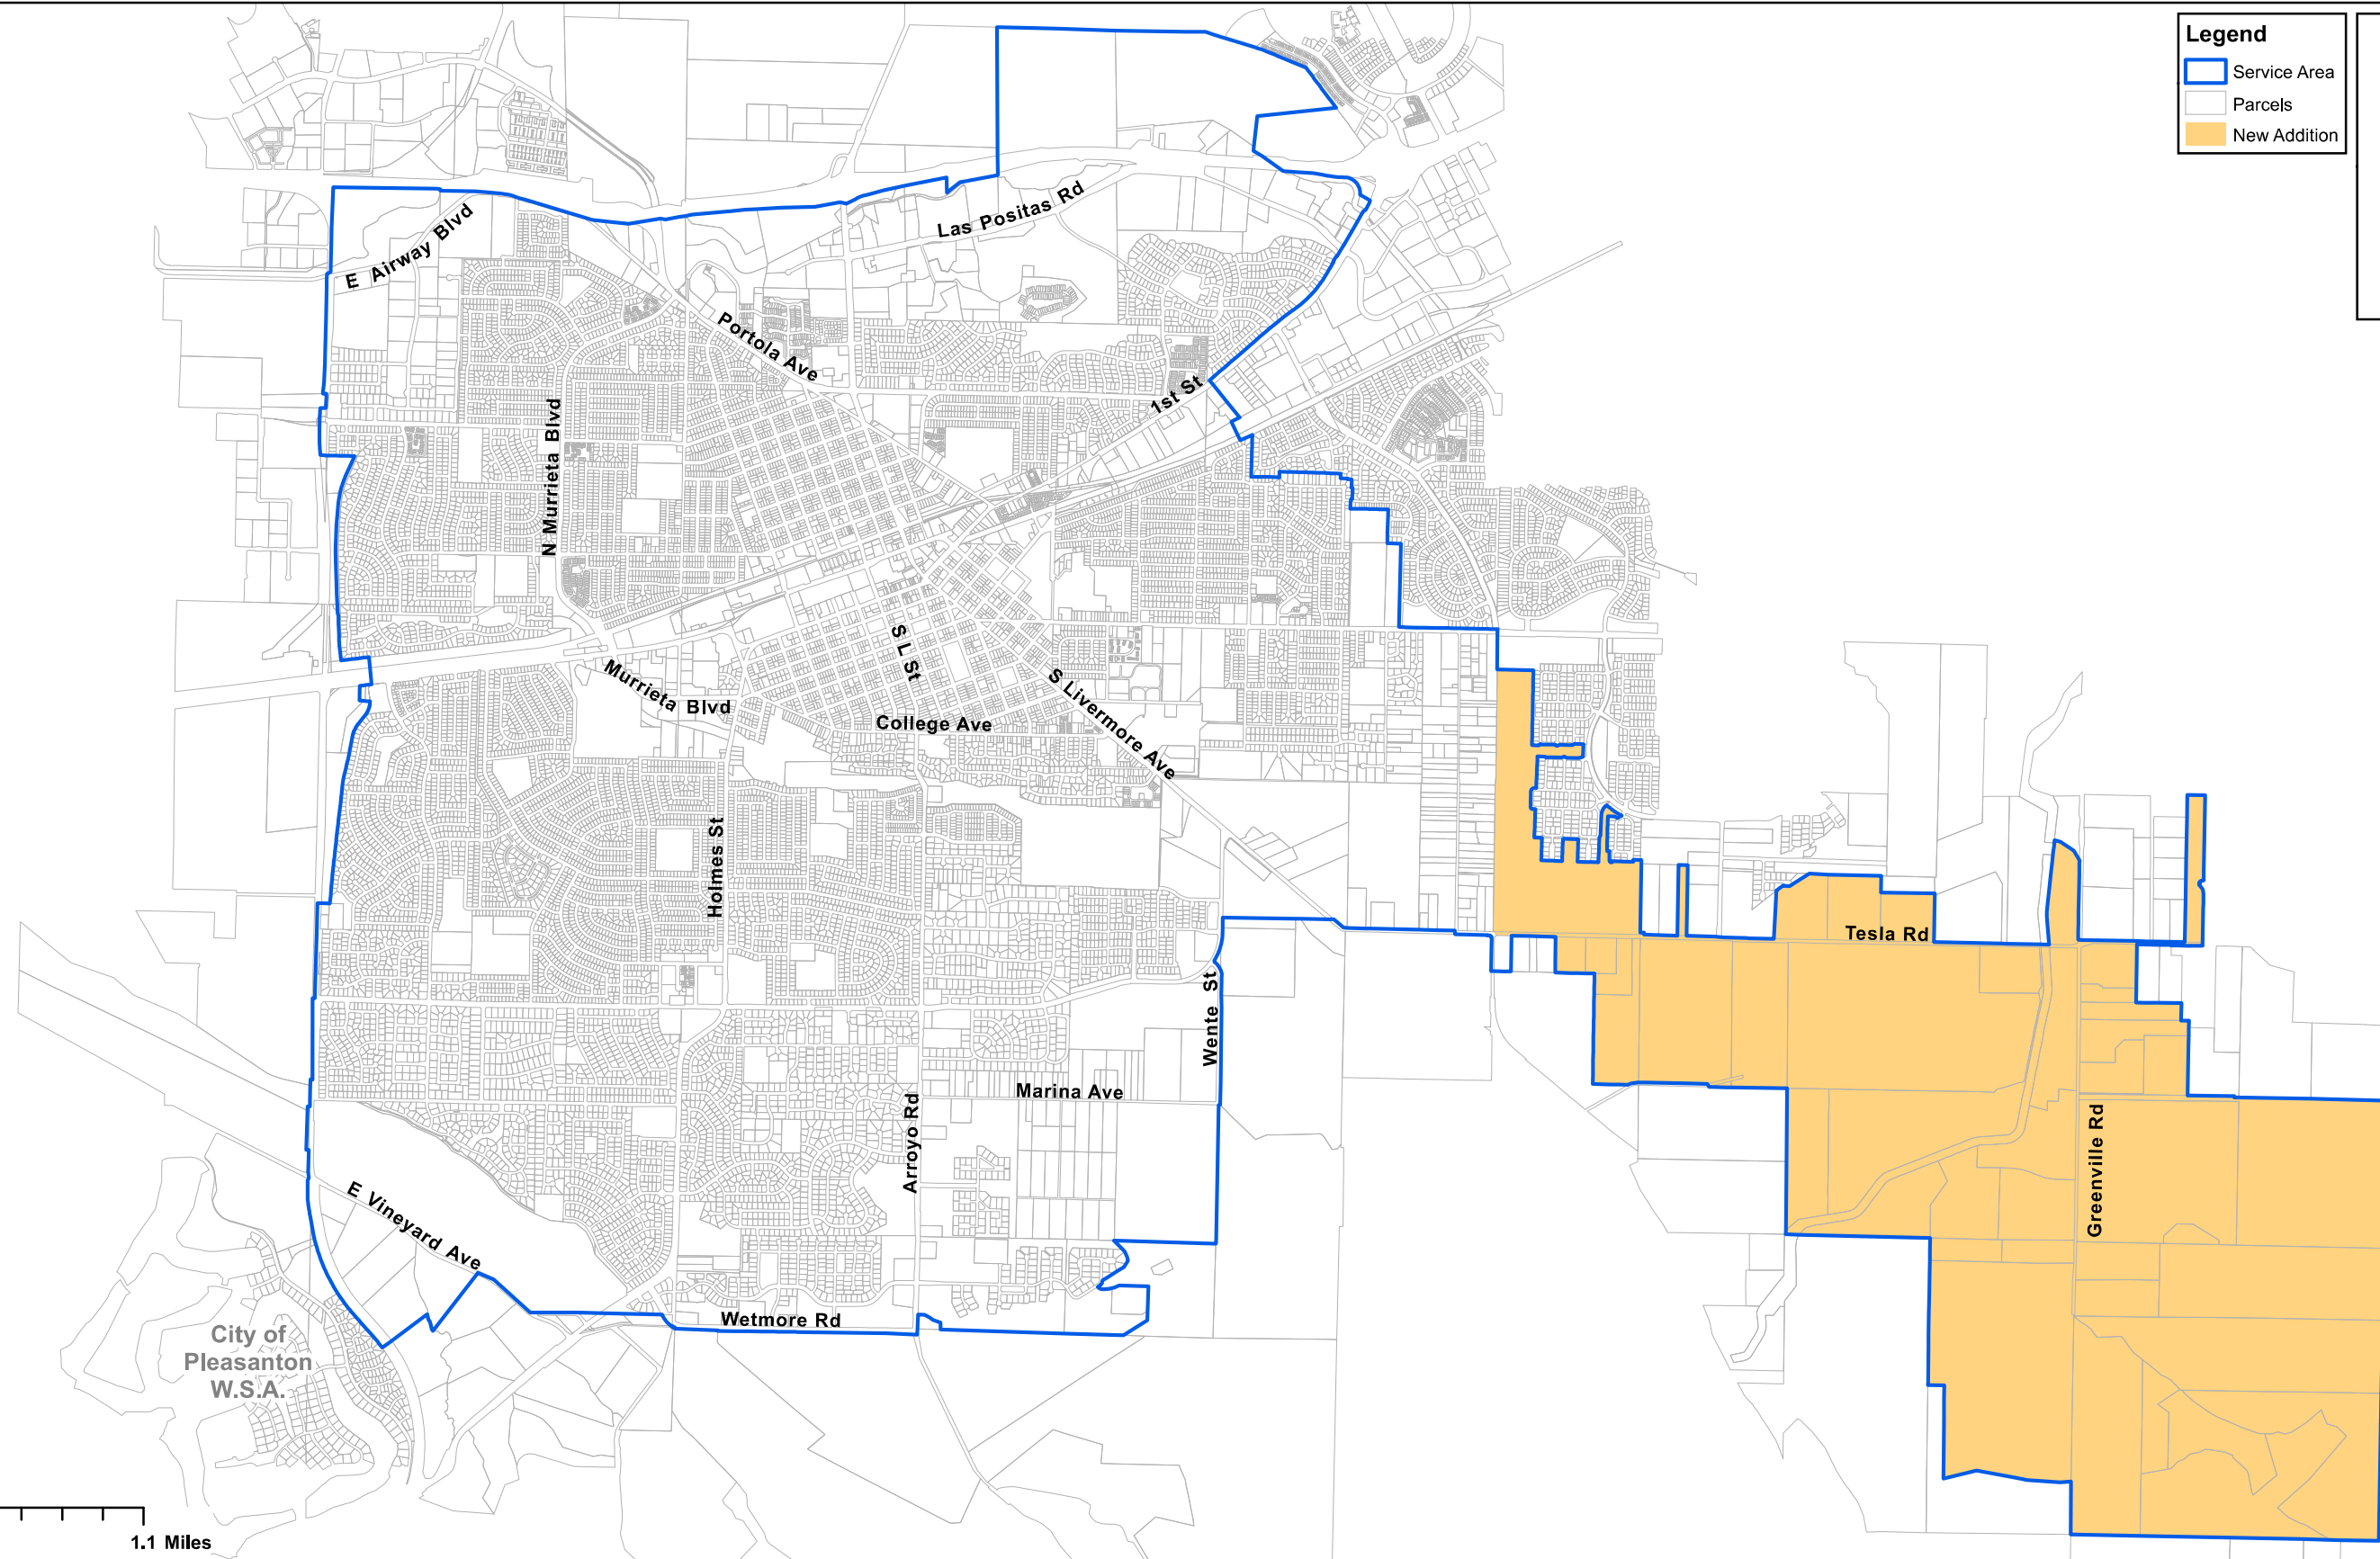 Legend
Service Area
Parcels
New Addition
Las Positas Rd
E Airway Blvd
Portola Ave
1st St
N Murrieta Blvd
S L St
Murrieta Blvd
S Livermore Ave
College Ave
Holmes St
Tesla Rd
Wente St
Marina Ave
Arroyo Rd
Greenville Rd
E Vineyard Ave
Wetmore Rd
City of
Pleasanton
W.S.A.
1.1 Miles